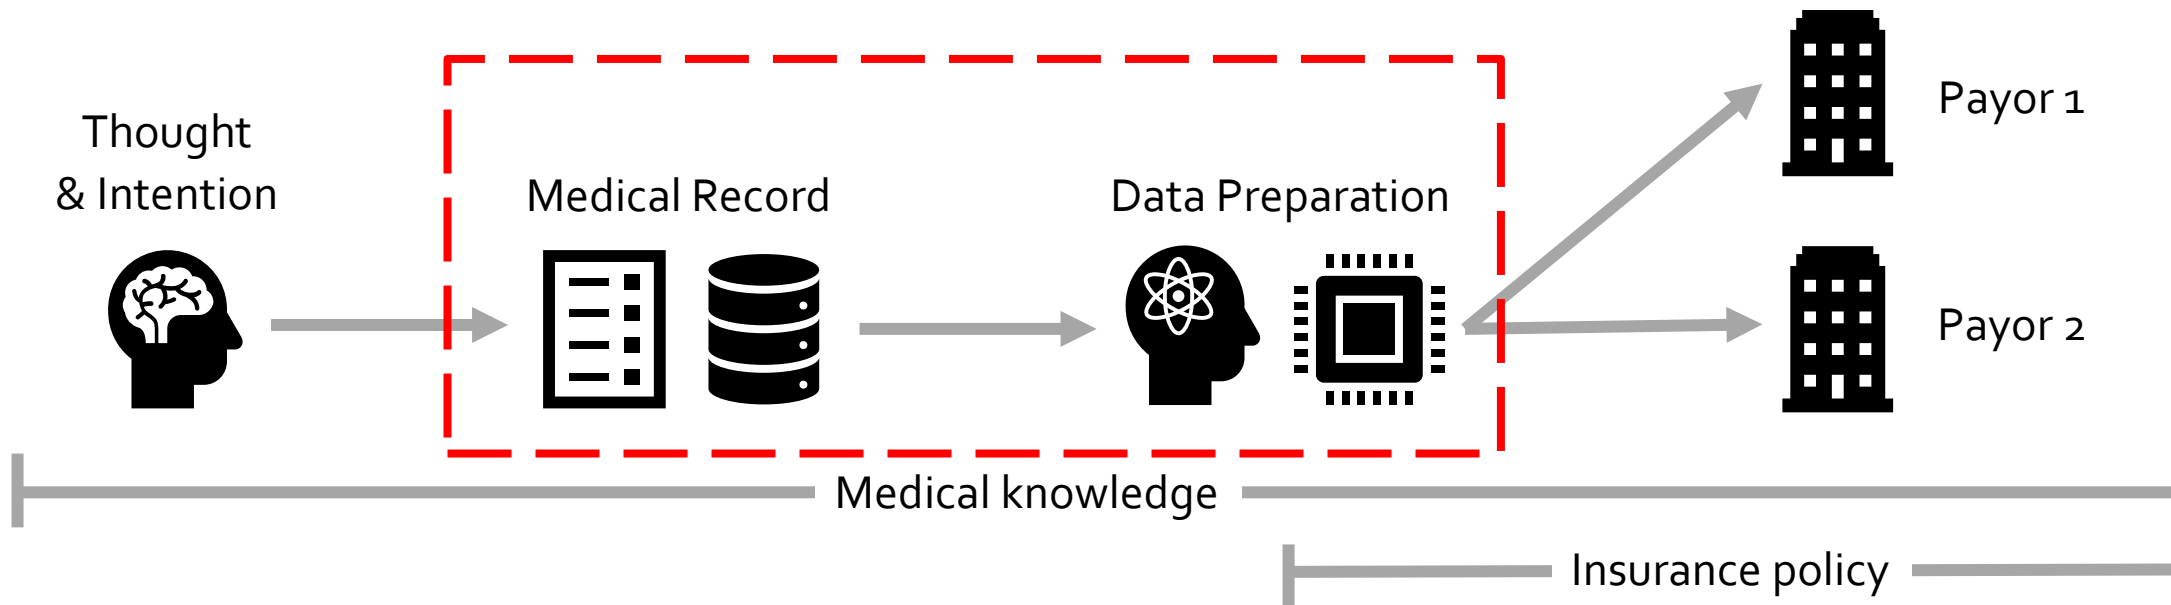 Thought
& Intention
Medical Record
Data Preparation
Payor 1
Payor 2
Medical knowledge
Insurance policy